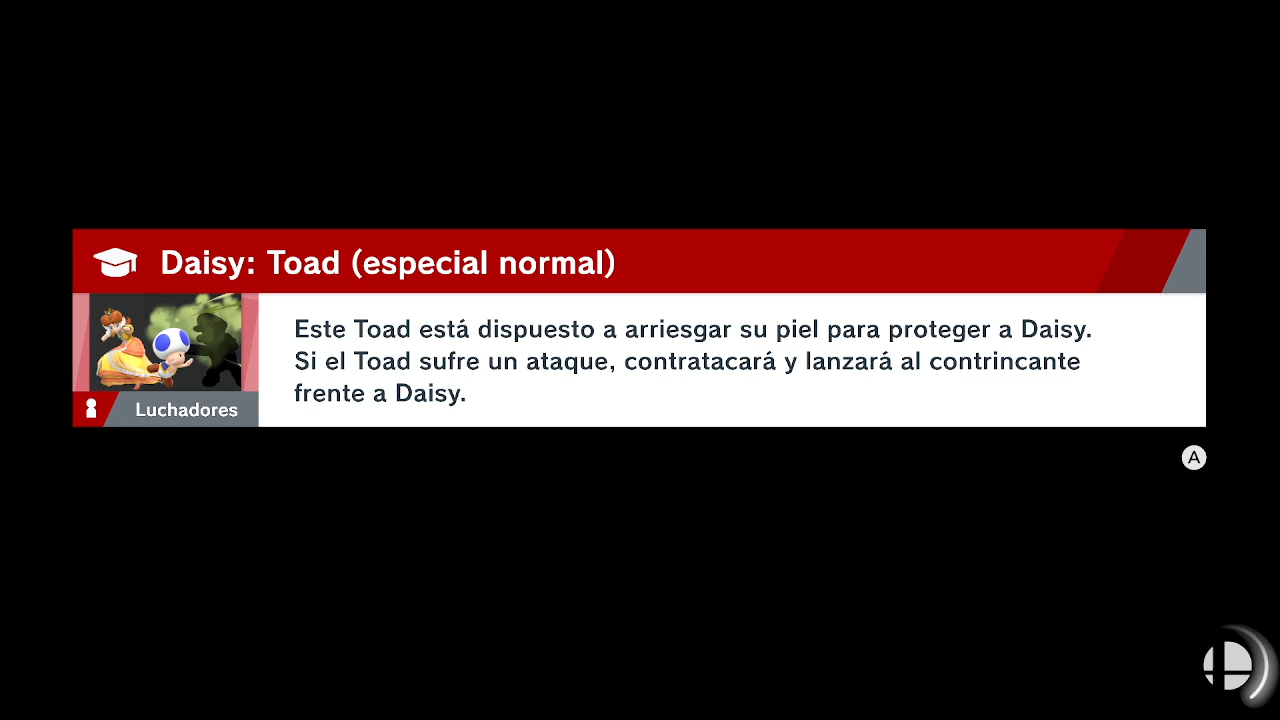 Daisy: Toad (especial normal)
Este Toad está dispuesto a arriesgar su piel para proteger a Daisy.
Si el Toad sufre un ataque, contratacará y lanzará al contrincante
frente a Daisy.
Luchadores
A